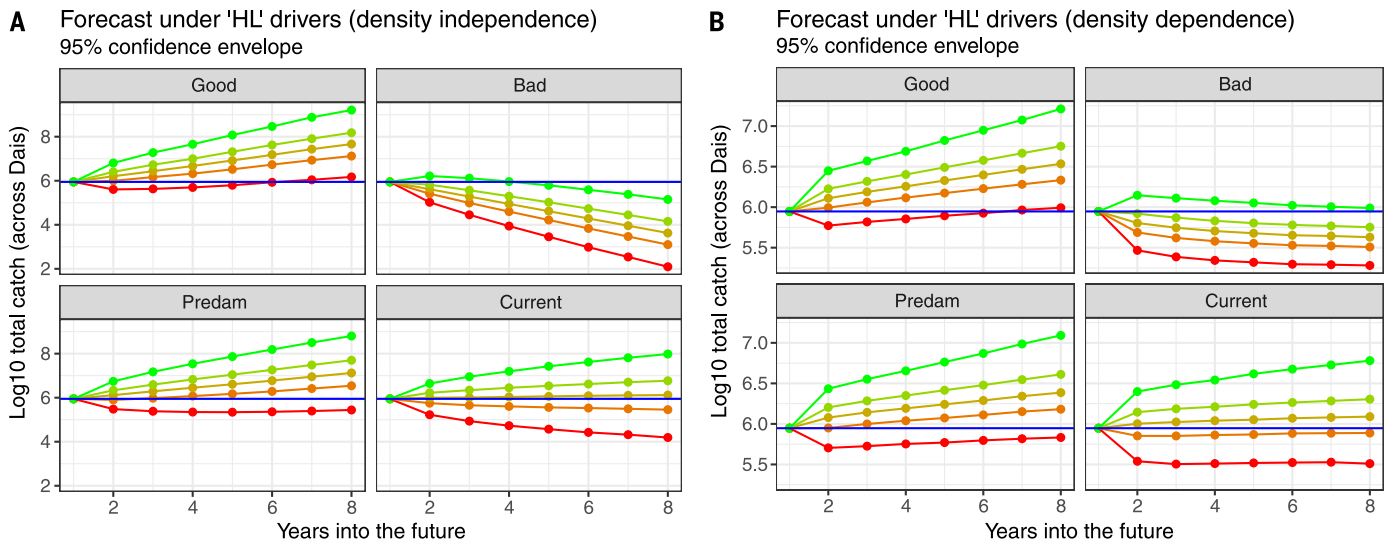 A
Forecast under 'HL' drivers (density independence)
95% confidence envelope
Good
Bad
8
6
4
2
Predam
Current
8
6
4
2
2
4
6
8
2
4
6
8
Log10 total catch (across Dais)
Years into the future
B
Forecast under 'HL' drivers (density dependence)
95% confidence envelope
Good
Bad
7.0
6.5
6.0
5.5
Predam
Current
7.0
6.5
6.0
5.5
2
4
6
8
2
4
6
8
Log10 total catch (across Dais)
Years into the future